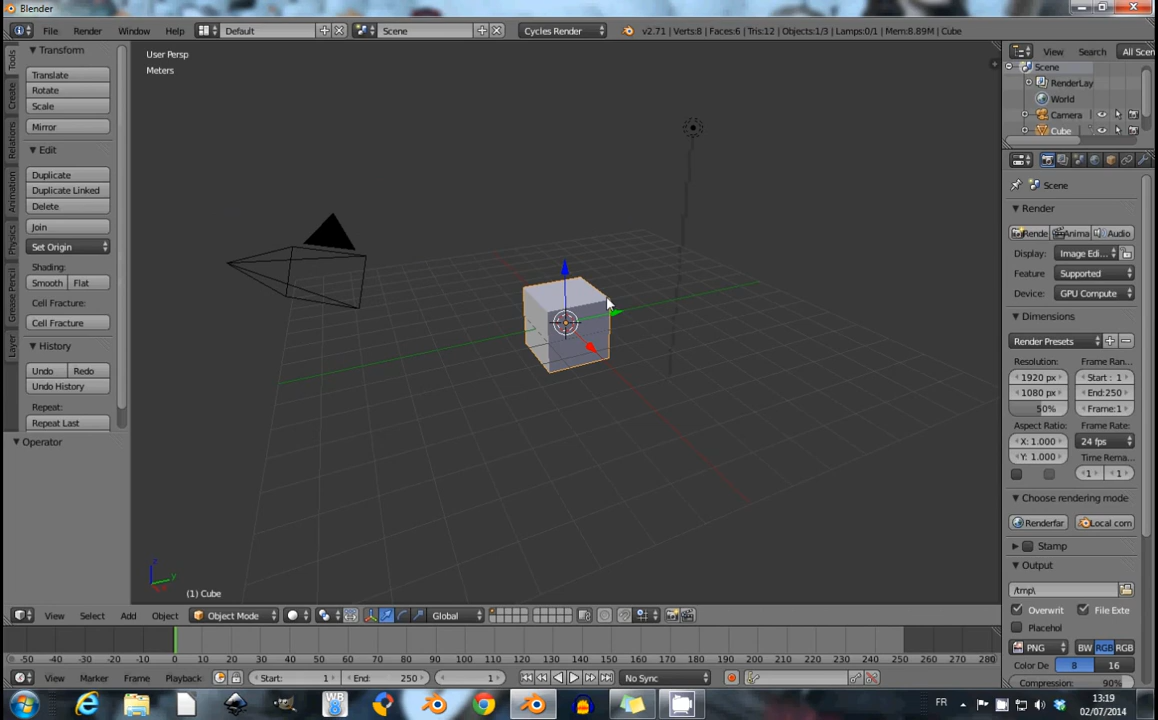 Blender
File Render Window Help Default Scene Cycles Render v2.71 | Verts:8 | Faces:6 | Tris:12 | Objects:1/3 | Lamps:0/1 | Mem:8.89M | Cube
Tools
Create
Relations
Animation
Physics
Grease Pencil
Layer
Transform
Translate
Rotate
Scale
Mirror
Edit
Duplicate
Duplicate Linked
Delete
Join
Set Origin
Shading:
Smooth Flat
Cell Fracture:
Cell Fracture
History
Undo Redo
Undo History
Repeat:
Repeat Last
Operator
User Persp
Meters
(1) Cube
View Select Add Object Object Mode Global
-50 -40 -30 -20 -10 0 10 20 30 40 50 60 70 80 90 100 110 120 130 140 150 160 170 180 190 200 210 220 230 240 250 260 270 280
View Marker Frame Playback Start: 1 End: 250 1 No Sync
View Search All Scen
Scene
RenderLay
World
Camera
Cube
Scene
Render
Rende Anima Audio
Display: Image Edi...
Feature Supported
Device: GPU Compute
Dimensions
Render Presets
Resolution: Frame Ran...
1920 px Start : 1
1080 px End:250
50% Frame:1
Aspect Ratio: Frame Rate:
X: 1.000 24 fps
Y: 1.000 Time Rema...
1 1
Choose rendering mode
Renderfar Local com
Stamp
Output
/tmp\
Overwrit File Exte
Placehol
PNG BW RGB RGB
Color De 8 16
Compression: 90%
FR 13:19
02/07/2014